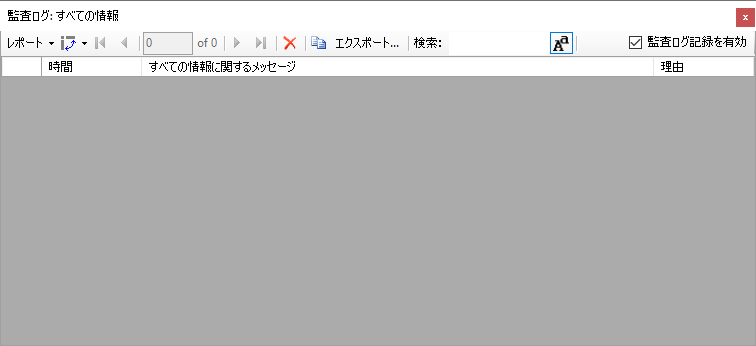 監査ログ: すべての情報
x
レポート 0 of 0 エクスポート... 検索: Aa 監査ログ記録を有効
時間 すべての情報に関するメッセージ 理由